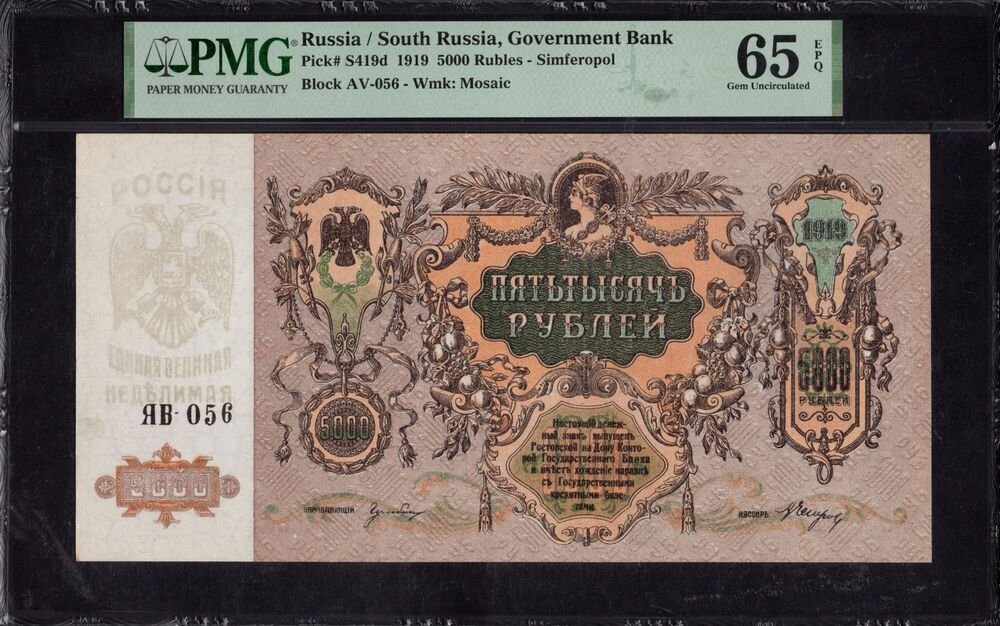 PMG®
PAPER MONEY GUARANTY
Russia / South Russia, Government Bank
Pick# S419d 1919 5000 Rubles - Simferopol
Block AV-056 - Wmk: Mosaic
65 EPQ
Gem Uncirculated
РОССІЯ
ЕДИНАЯ ВЕЛИКАЯ
НЕДѢЛИМАЯ
ЯВ- 056
5000
5000
ПЯТЬТЫСЯЧЪ
РУБЛЕЙ
Настоящій денеж-
ный знакъ выпущенъ
Ростовской на Дону Конто-
рой Государственнаго Банка
и имѣетъ хожденіе наравнѣ
съ Государственными
кредитными биле-
тами.
1919
5000
РУБЛЕЙ
УПРАВЛЯЮЩІЙ
КАССИРЪ